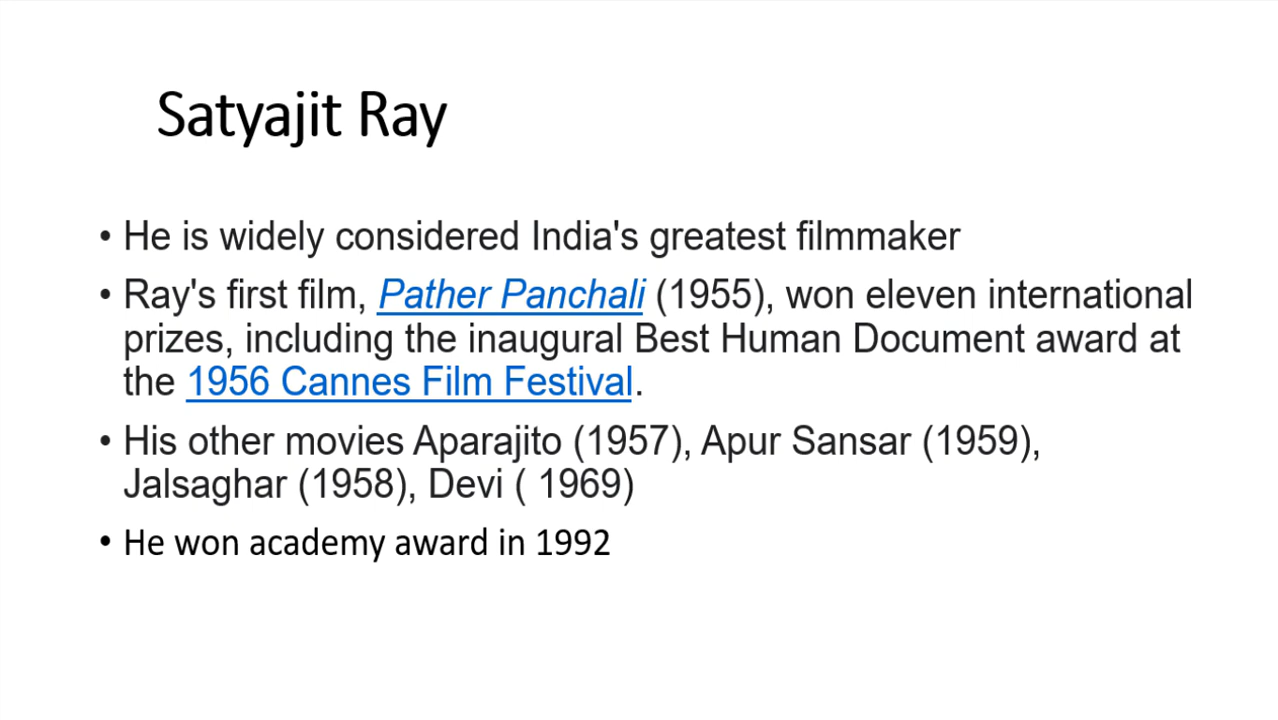 Satyajit Ray
• He is widely considered India's greatest filmmaker
• Ray's first film, Pather Panchali (1955), won eleven international
prizes, including the inaugural Best Human Document award at
the 1956 Cannes Film Festival.
• His other movies Aparajito (1957), Apur Sansar (1959),
Jalsaghar (1958), Devi ( 1969)
• He won academy award in 1992